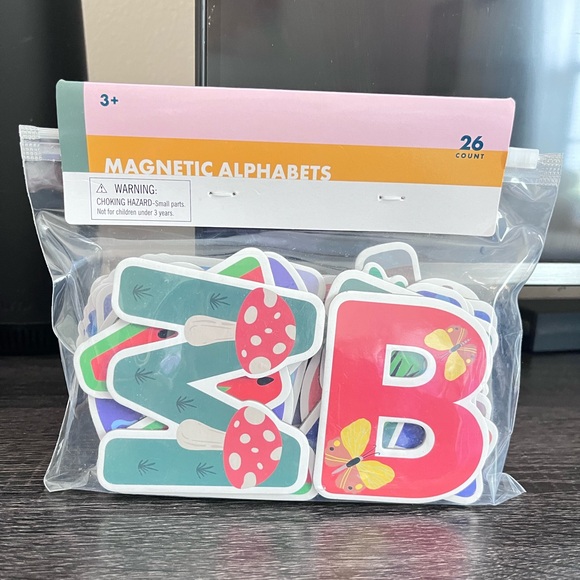 3+
26
COUNT
MAGNETIC ALPHABETS
WARNING:
CHOKING HAZARD-Small parts.
Not for children under 3 years.
M B